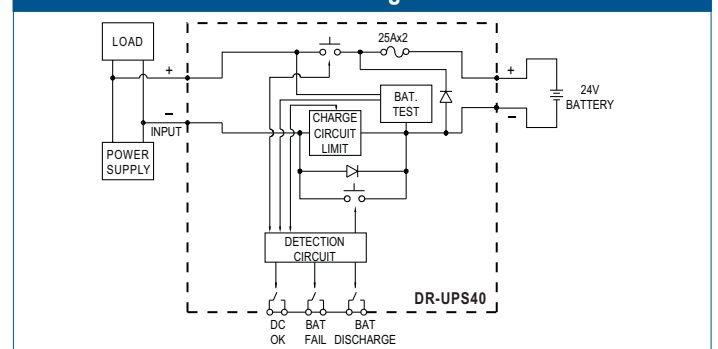 LOAD
25Ax2
+
+
BAT.
TEST
24V
BATTERY
CHARGE
CIRCUIT
LIMIT
–
–
INPUT
POWER
SUPPLY
DETECTION
CIRCUIT
DR-UPS40
DC
OK
BAT
FAIL
BAT
DISCHARGE